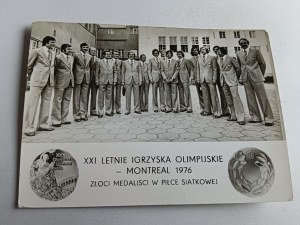 XXI LETNIE IGRZYSKA OLIMPIJSKIE
– MONTREAL 1976
ZŁOCI MEDALIŚCI W PIŁCE SIATKOWEJ